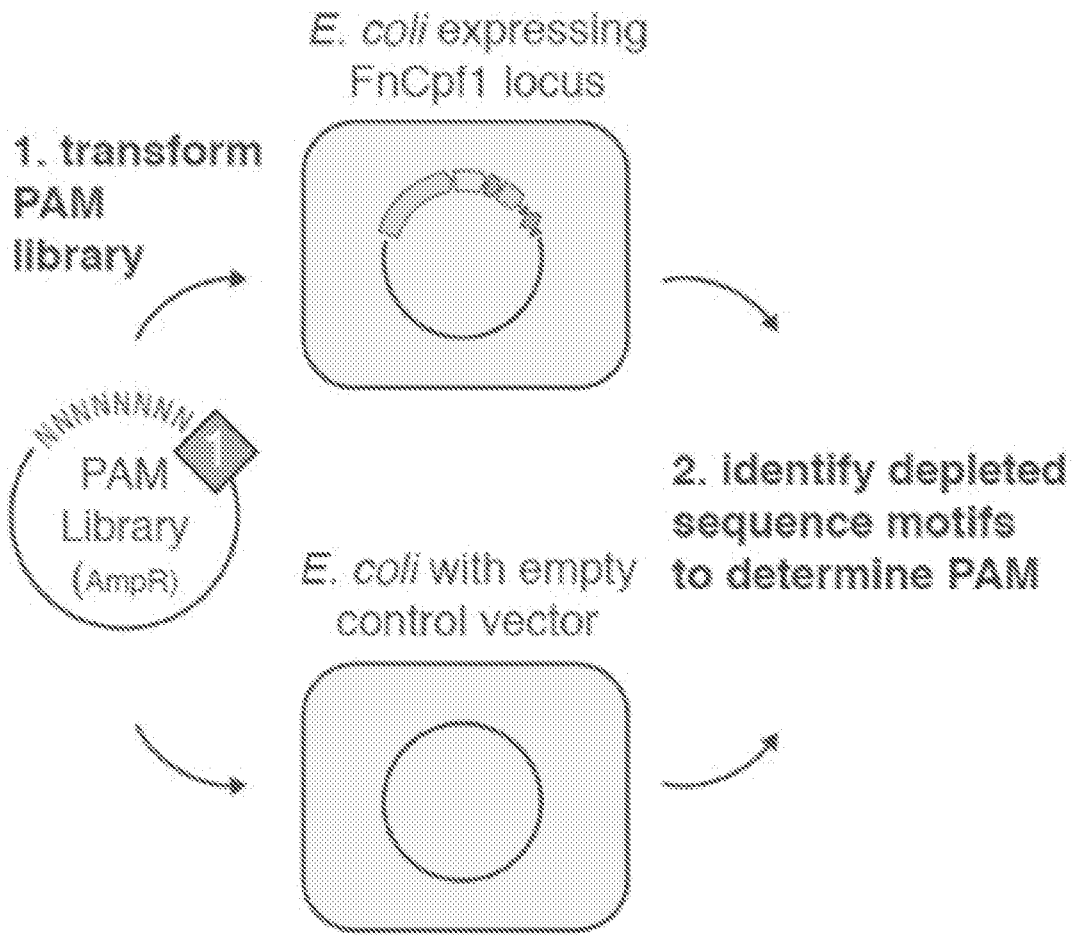 E. coli expressing
FnCpf1 locus
1. transform
PAM
library
NNNNNNNN
1
PAM
Library
(AmpR)
2. identify depleted
sequence motifs
to determine PAM
E. coli with empty
control vector